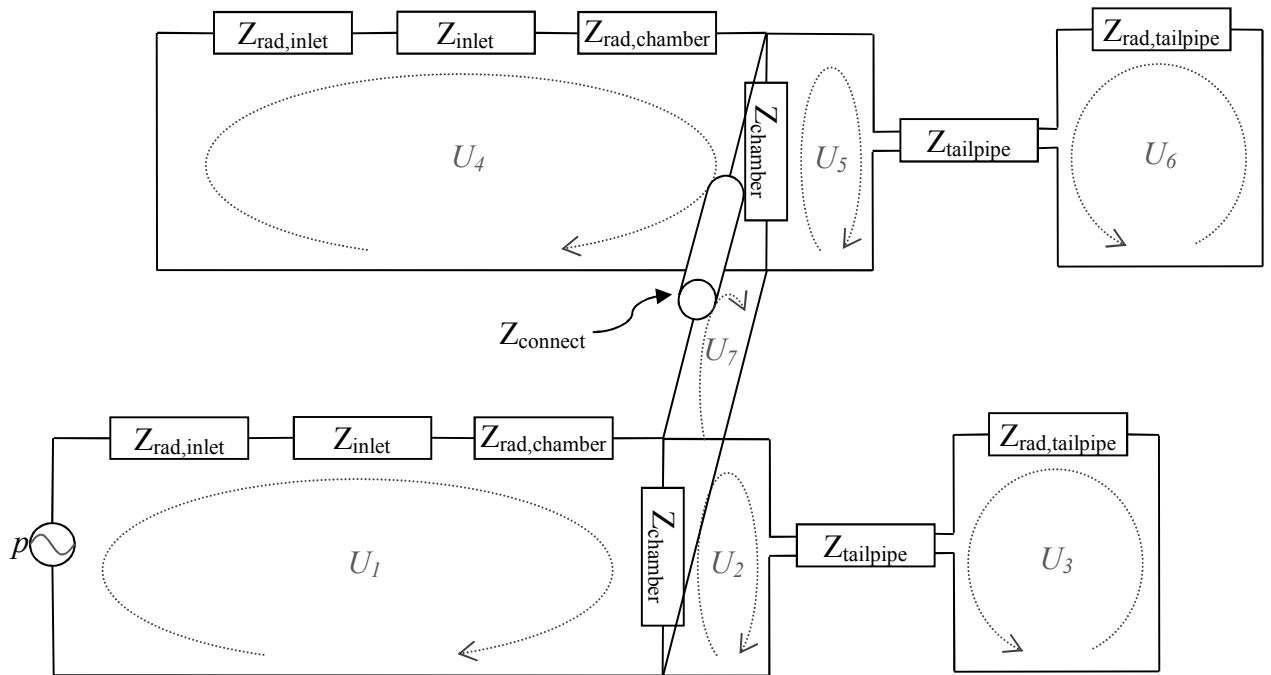 Z_rad,inlet Z_inlet Z_rad,chamber Z_rad,tailpipe
Z_chamber
U_4 U_5 Z_tailpipe U_6
Z_connect
U_7
Z_rad,inlet Z_inlet Z_rad,chamber Z_rad,tailpipe
Z_chamber
p U_1 U_2 Z_tailpipe U_3